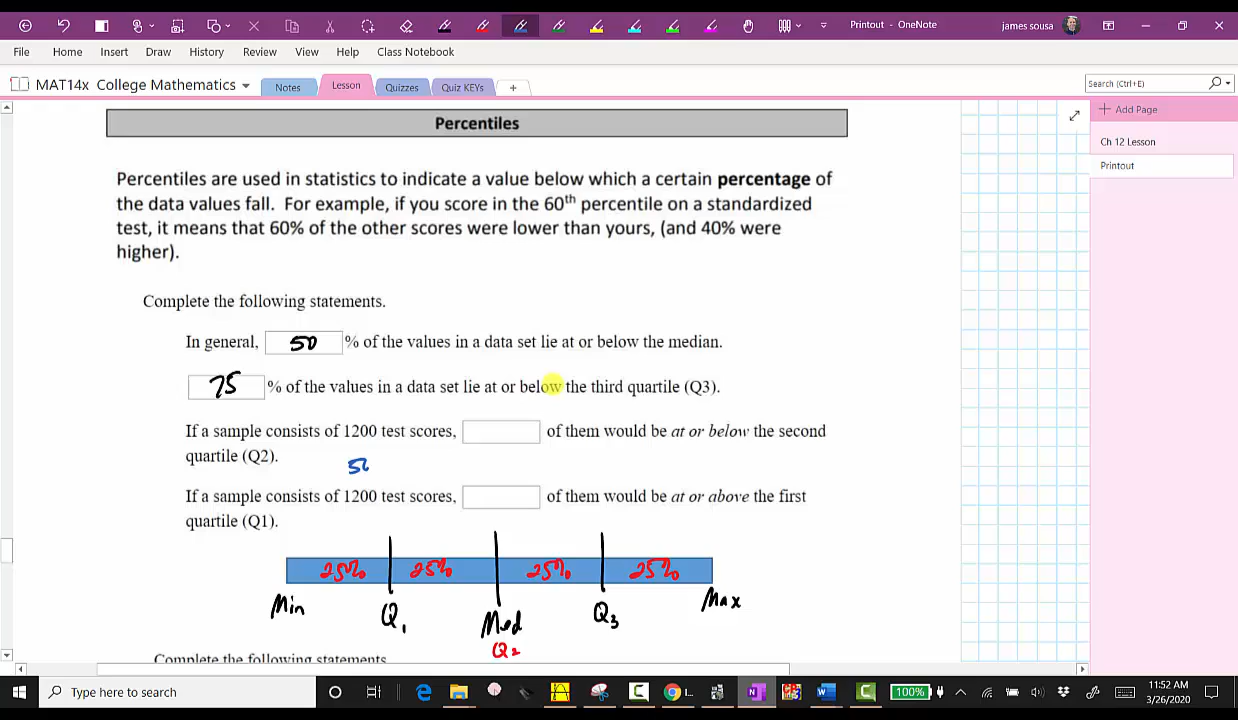 Printout - OneNote
james sousa
File Home Insert Draw History Review View Help Class Notebook
MAT14x College Mathematics
Notes Lesson Quizzes Quiz KEYs +
Search (Ctrl+E)
Percentiles
Add Page
Ch 12 Lesson
Printout
Percentiles are used in statistics to indicate a value below which a certain percentage of
the data values fall. For example, if you score in the 60th percentile on a standardized
test, it means that 60% of the other scores were lower than yours, (and 40% were
higher).
Complete the following statements.
In general, 50 % of the values in a data set lie at or below the median.
75 % of the values in a data set lie at or below the third quartile (Q3).
If a sample consists of 1200 test scores, of them would be at or below the second
quartile (Q2).
50
If a sample consists of 1200 test scores, of them would be at or above the first
quartile (Q1).
25% 25% 25% 25%
Min Q1 Med Q3 Max
Q2
Complete the following statements.
Type here to search
100%
11:52 AM
3/26/2020